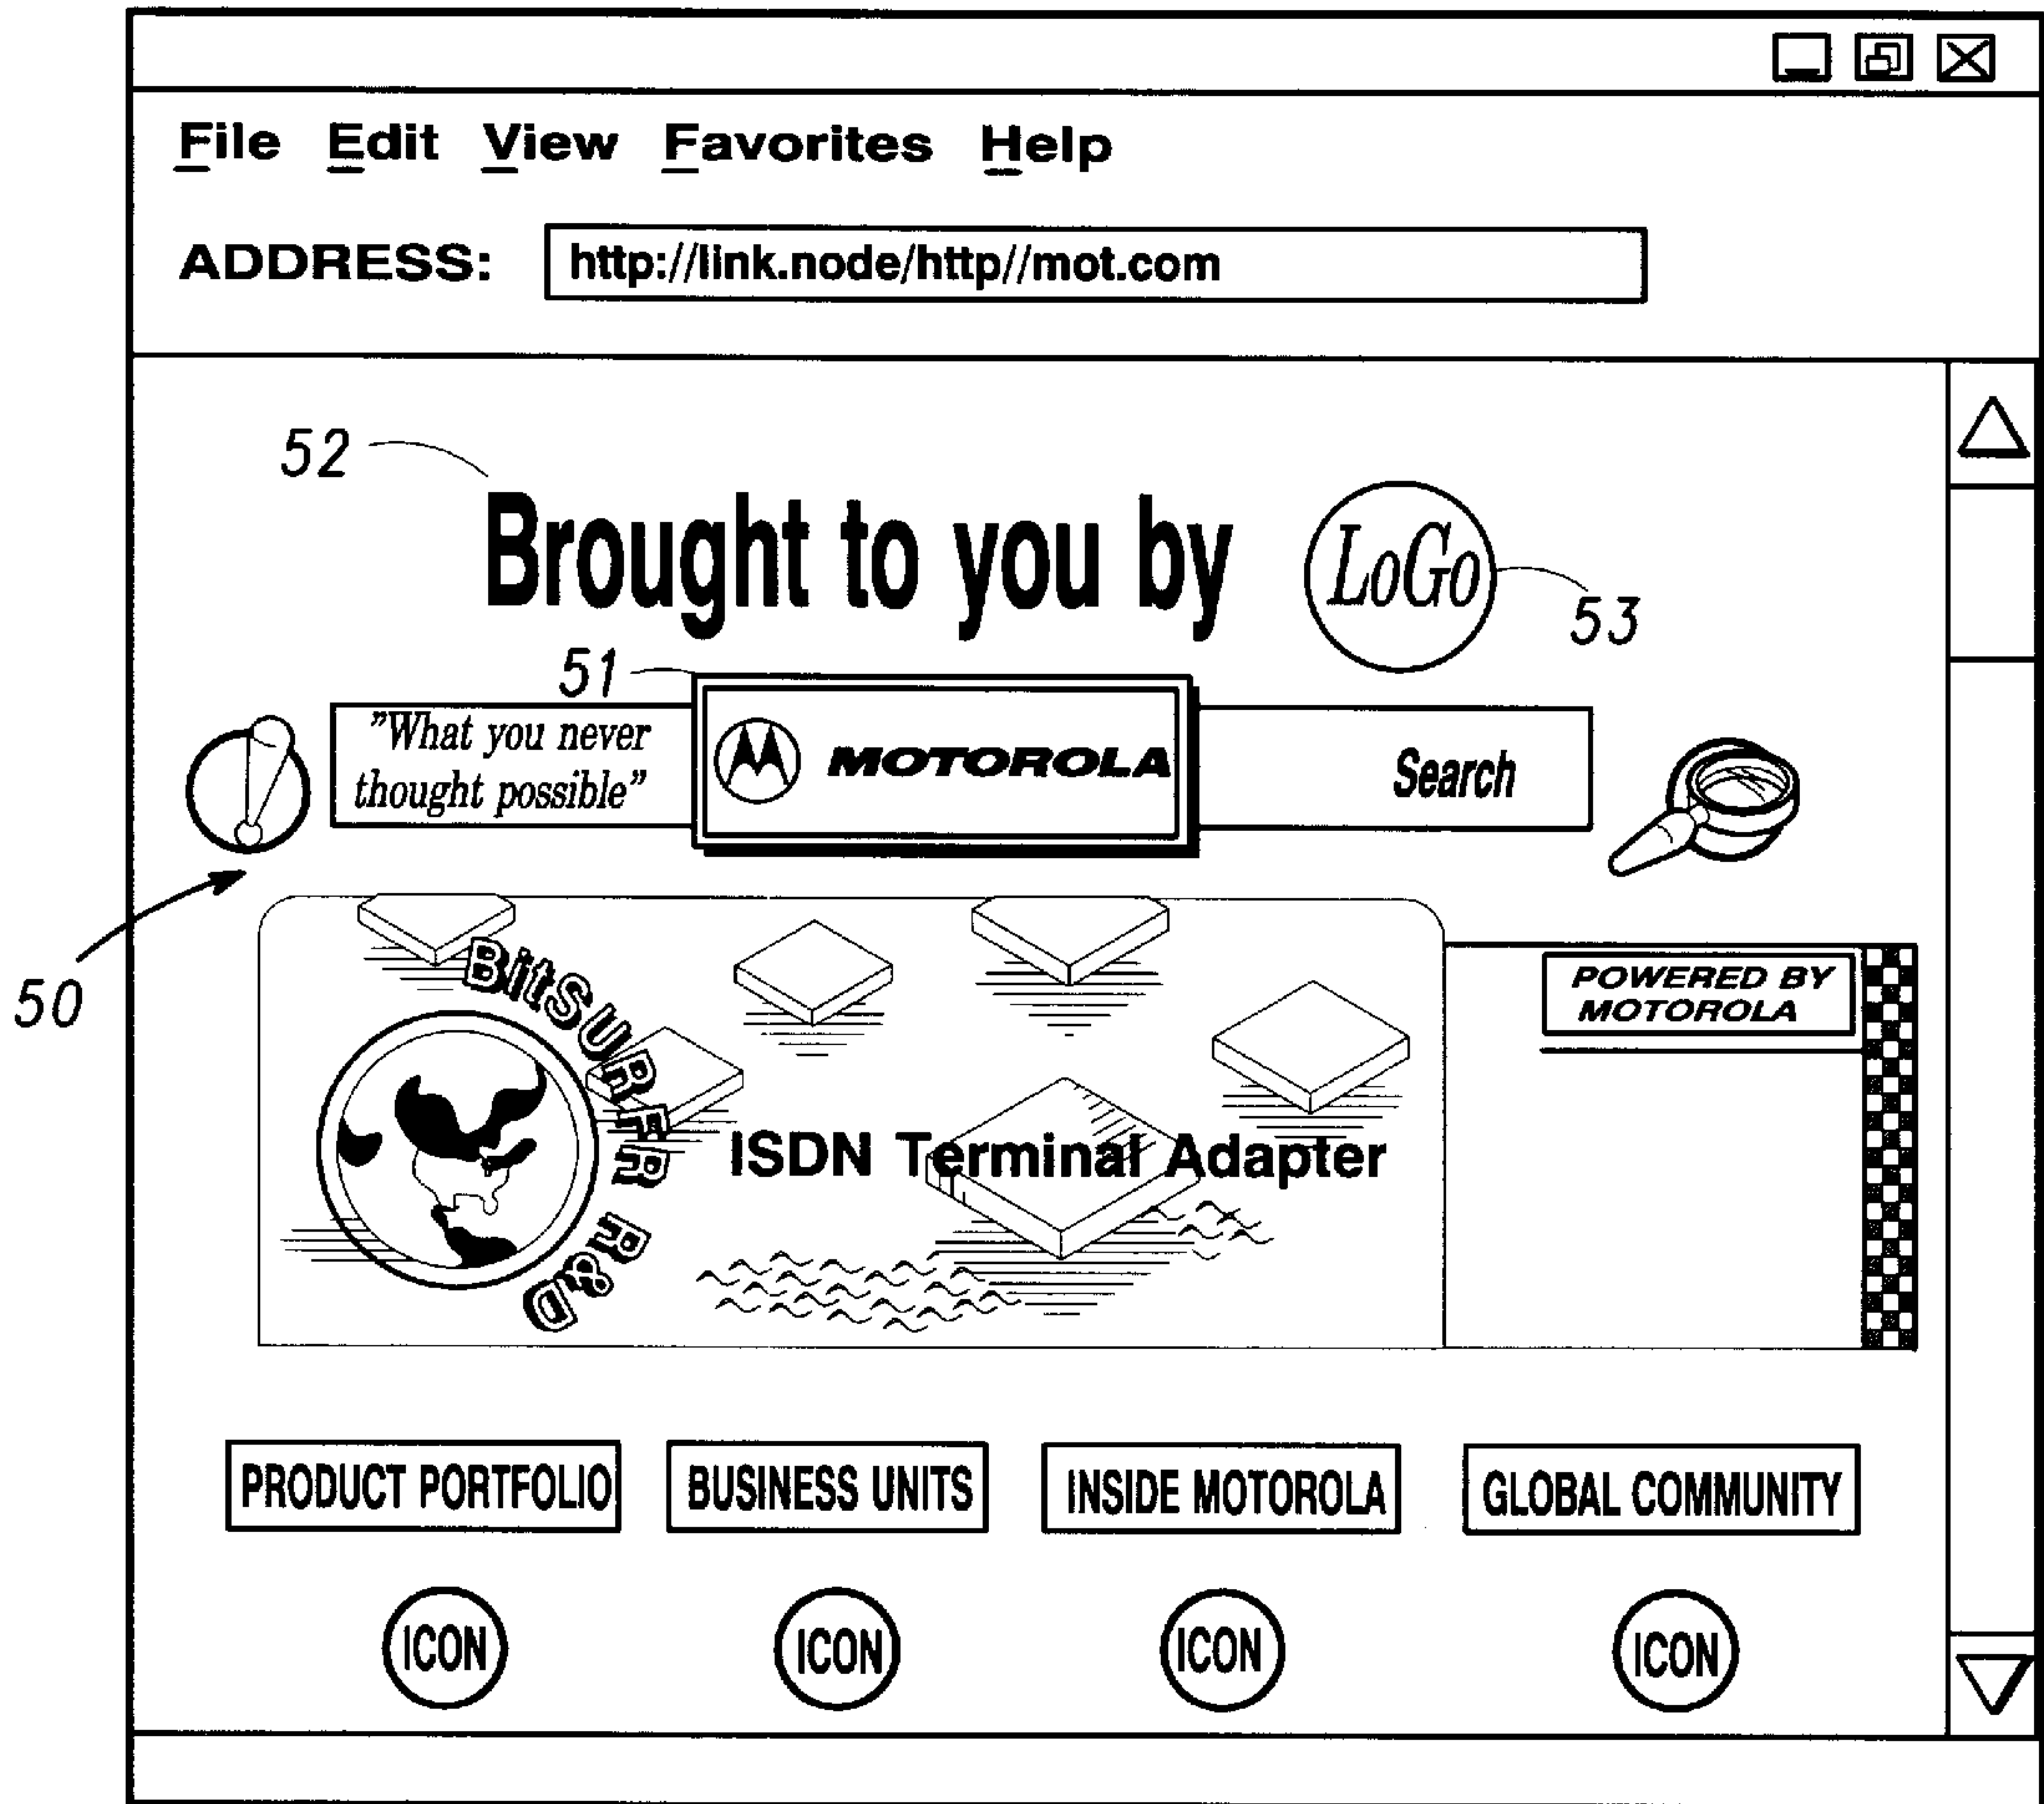 File Edit View Favorites Help
ADDRESS: http://link.node/http//mot.com
52
Brought to you by LoGo
53
51
"What you never
thought possible"
MOTOROLA
Search
50
BitSURFR R&D
POWERED BY
MOTOROLA
ISDN Terminal Adapter
PRODUCT PORTFOLIO BUSINESS UNITS INSIDE MOTOROLA GLOBAL COMMUNITY
ICON ICON ICON ICON